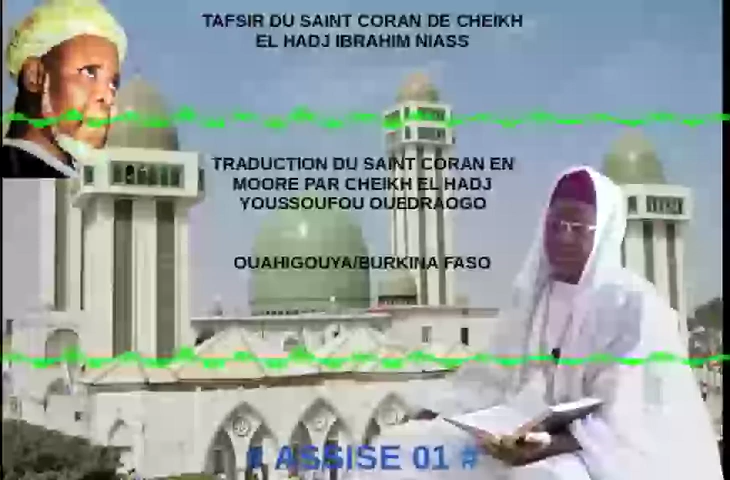 TAFSIR DU SAINT CORAN DE CHEIKH
EL HADJ IBRAHIM NIASS
TRADUCTION DU SAINT CORAN EN
MOORE PAR CHEIKH EL HADJ
YOUSSOUFOU OUEDRAOGO
OUAHIGOUYA/BURKINA FASO
# ASSISE 01 #